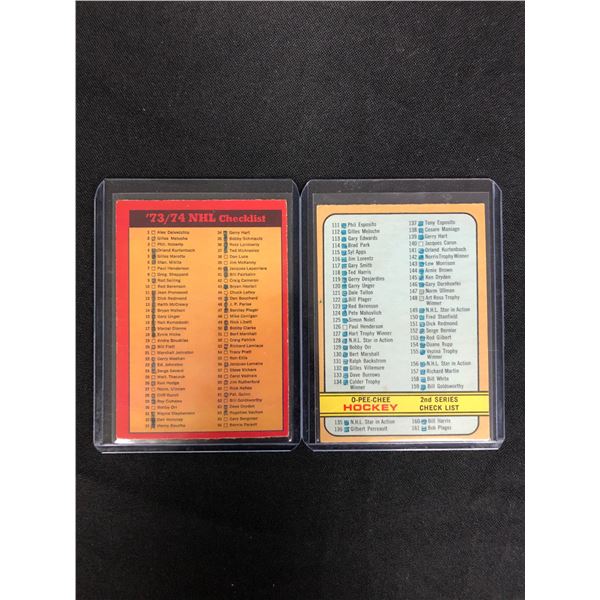 '73/74 NHL Checklist
1 Alex Delvecchio
2 Gilles Meloche
3 Phil Roberto
4 Orland Kurtenbach
5 Gilles Marotte
6 Stan Mikita
7 Paul Henderson
8 Gregg Sheppard
9 Rod Seiling
10 Red Berenson
11 Jean Pronovost
12 Dick Redmond
13 Keith McCreary
14 Bryan Watson
15 Garry Unger
17 Marcel Dionne
18 Ernie Hicke
19 Andre Boudrias
20 Bill Flett
21 Marshall Johnston
22 Gerry Meehan
23 Ed. Johnston
24 Serge Savard
25 Walt Tkaczuk
26 Ken Hodge
27 Norm. Ullman
28 Cliff Koroll
29 Rey Comeau
30 Bobby Orr
31 Wayne Stephenson
32 Dan Maloney
33 Henry Boucha
34 Gerry Hart
35 Bobby Schmautz
36 Ross Lonsberry
37 Ted McAneeley
38 Don Luce
39 Jim McKenny
40 Jacques Laperriere
41 Bill Fairbairn
42 Craig Cameron
43 Bryan Hextall
44 Chuck Lefley
45 Dan Bouchard
46 J. P. Parise
47 Barclay Plager
48 Mike Corrigan
49 Nick Libett
50 Bobby Clarke
51 Bert Marshall
52 Craig Patrick
53 Richard Lemieux
54 Tracy Pratt
55 Ron Ellis
56 Jacques Lemaire
57 Steve Vickers
58 Carol Vadnais
59 Jim Rutherford
60 Rick Kehoe
61 Pat. Quinn
62 Bill Goldsworthy
63 Dave Dryden
64 Rogatien Vachon
65 Gary Bergman
66 Bernie Parent
111 Phil Esposito
112 Gilles Meloche
113 Gary Edwards
114 Brad Park
115 Syl Apps
116 Jim Lorentz
117 Gary Smith
118 Ted Harris
119 Gerry Desjardins
120 Garry Unger
121 Dale Tallon
122 Bill Plager
123 Red Berenson
124 Pete Mahovlich
125 Simon Nolet
126 Paul Henderson
127 Hart Trophy Winner
128 N.H.L. Star in Action
129 Bobby Orr
130 Bert Marshall
131 Ralph Backstrom
132 Gilles Villemure
133 Dave Burrows
134 Calder Trophy
Winner
137 Tony Esposito
138 Cesare Maniago
139 Gerry Hart
140 Jacques Caron
141 Orland Kurtenbach
142 Norris Trophy Winner
143 Lew Morrison
144 Arnie Brown
145 Ken Dryden
146 Gary Dornhoefer
147 Norm Ullman
148 Art Ross Trophy
Winner
149 N.H.L. Star in Action
150 Fred Stanfield
151 Dick Redmond
152 Serge Bernier
153 Rod Gilbert
154 Duane Rupp
155 Vezina Trophy
Winner
156 N.H.L. Star in Action
157 Richard Martin
158 Bill White
159 Bill Goldsworthy
O-PEE-CHEE
HOCKEY
2nd SERIES
CHECK LIST
135 N.H.L. Star in Action
136 Gilbert Perreault
160 Bill Harris
161 Bob Plager